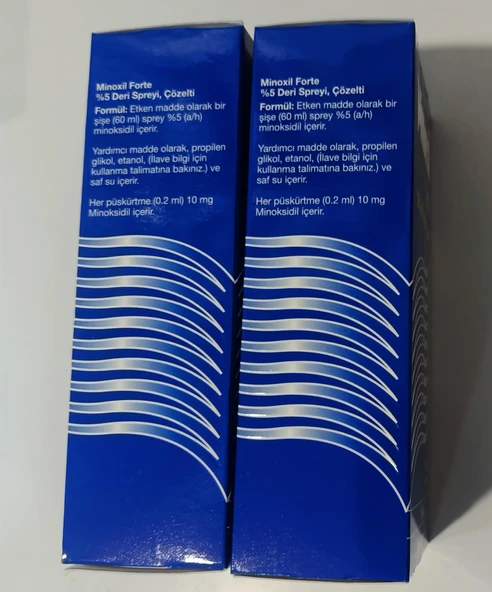 Minoxil Forte
%5 Deri Spreyi, Çözelti
Formül: Etken madde olarak bir
şişe (60 ml) sprey %5 (a/h)
minoksidil içerir.
Yardımcı madde olarak, propilen
glikol, etanol, (İlave bilgi için
kullanma talimatına bakınız.) ve
saf su içerir.
Her püskürtme (0.2 ml) 10 mg
Minoksidil içerir.
Minoxil Forte
%5 Deri Spreyi, Çözelti
Formül: Etken madde olarak bir
şişe (60 ml) sprey %5 (a/h)
minoksidil içerir.
Yardımcı madde olarak, propilen
glikol, etanol, (İlave bilgi için
kullanma talimatına bakınız.) ve
saf su içerir.
Her püskürtme (0.2 ml) 10 mg
Minoksidil içerir.